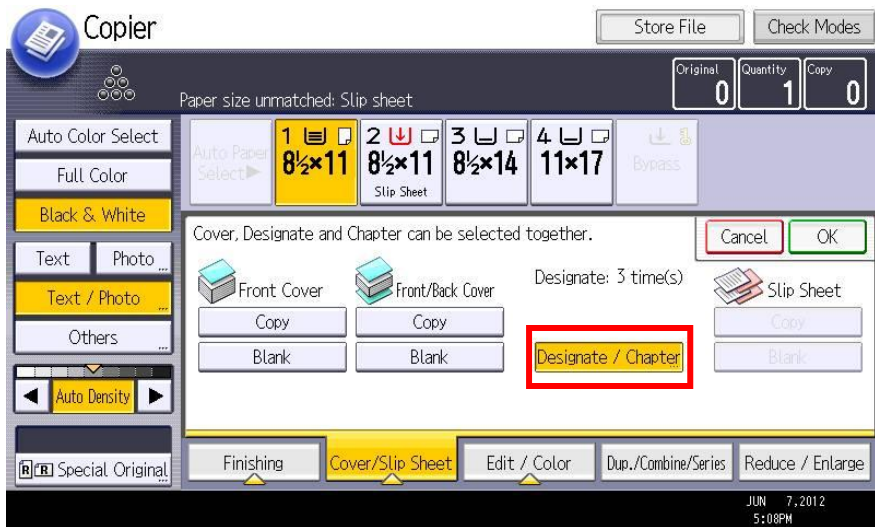 Copier
Store File
Check Modes
Original
0
Quantity
1
Copy
0
Paper size unmatched: Slip sheet
Auto Color Select
Full Color
Black & White
Text
Photo
Text / Photo
Others
Auto Density
Special Original
Auto Paper
Select▶
1
8½×11
2
8½×11
Slip Sheet
3
8½×14
4
11×17
Bypass
Cover, Designate and Chapter can be selected together.
Cancel
OK
Front Cover
Copy
Blank
Front/Back Cover
Copy
Blank
Designate: 3 time(s)
Designate / Chapter
Slip Sheet
Copy
Blank
Finishing
Cover/Slip Sheet
Edit / Color
Dup./Combine/Series
Reduce / Enlarge
JUN 7,2012
5:08PM